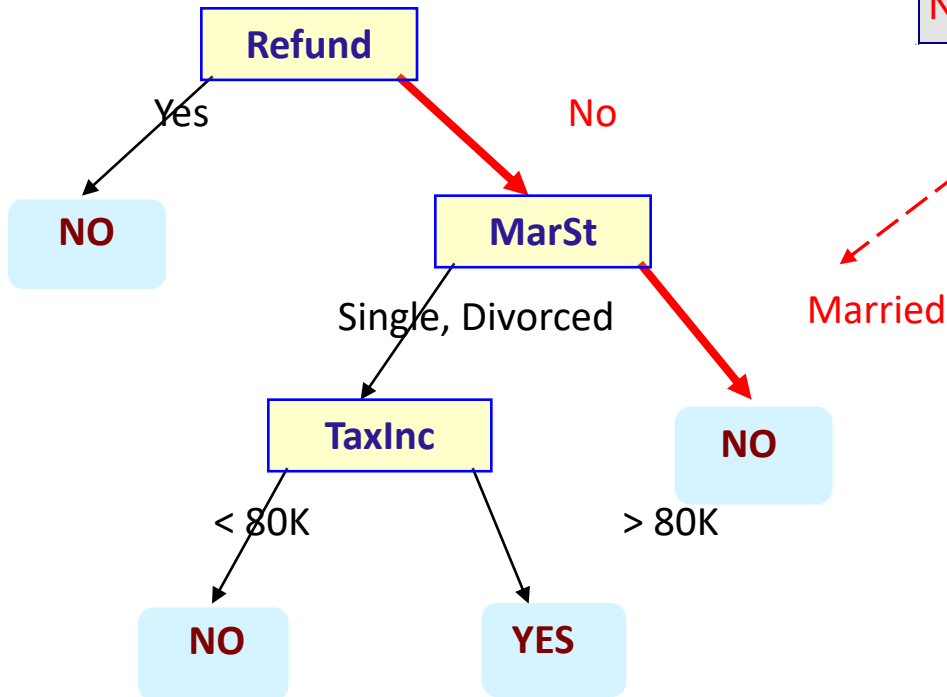 N
Refund
Yes
No
NO
MarSt
Single, Divorced
Married
TaxInc
NO
< 80K
> 80K
NO
YES